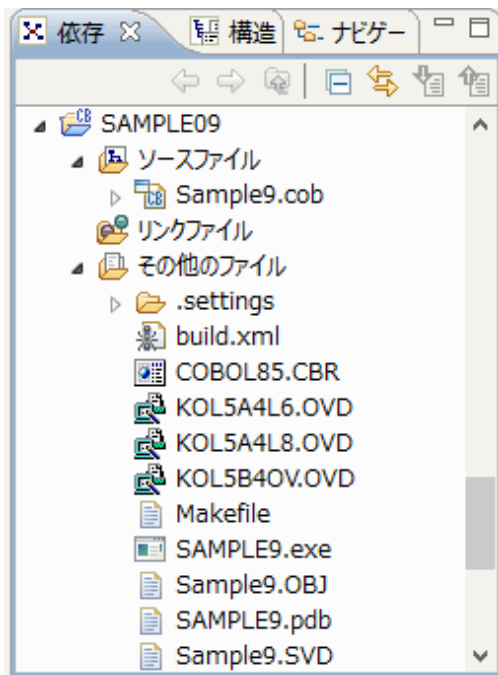 依存 構造 ナビゲー
SAMPLE09
ソースファイル
Sample9.cob
リンクファイル
その他のファイル
.settings
build.xml
COBOL85.CBR
KOL5A4L6.OVD
KOL5A4L8.OVD
KOL5B4OV.OVD
Makefile
SAMPLE9.exe
Sample9.OBJ
SAMPLE9.pdb
Sample9.SVD